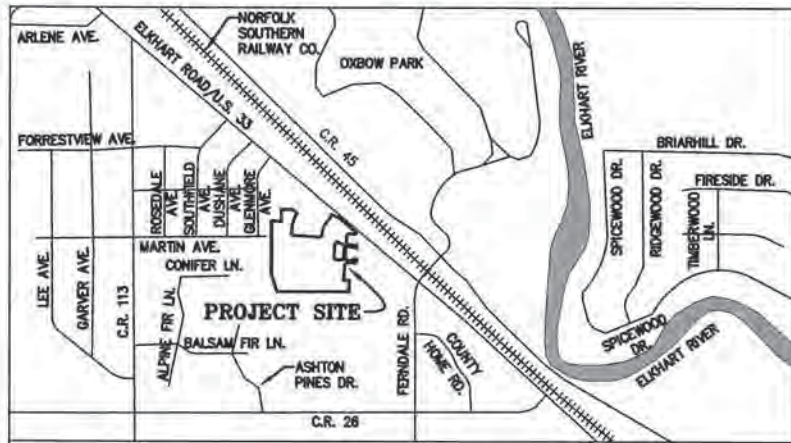 ARLENE AVE.
NORFOLK
SOUTHERN
RAILWAY CO.
OXBOW PARK
ELKHART ROAD/U.S. 33
C.R. 45
ELKHART RIVER
FORRESTVIEW AVE.
BRIARHILL DR.
FIRESIDE DR.
ROSEDALE
AVE.
SOUTHFIELD
AVE.
DUSHANE
AVE.
GLENMORE
AVE.
SPICEWOOD DR.
RIDGEWOOD DR.
TIMBERWOOD
LN.
MARTIN AVE.
CONIFER LN.
LEE AVE.
GARVER AVE.
C.R. 113
ALPINE FIR LN.
PROJECT SITE
BALSAM FIR LN.
ASHTON
PINES DR.
FERNDALE RD.
COUNTY
HOME RD.
SPICEWOOD
DR.
ELKHART RIVER
C.R. 26